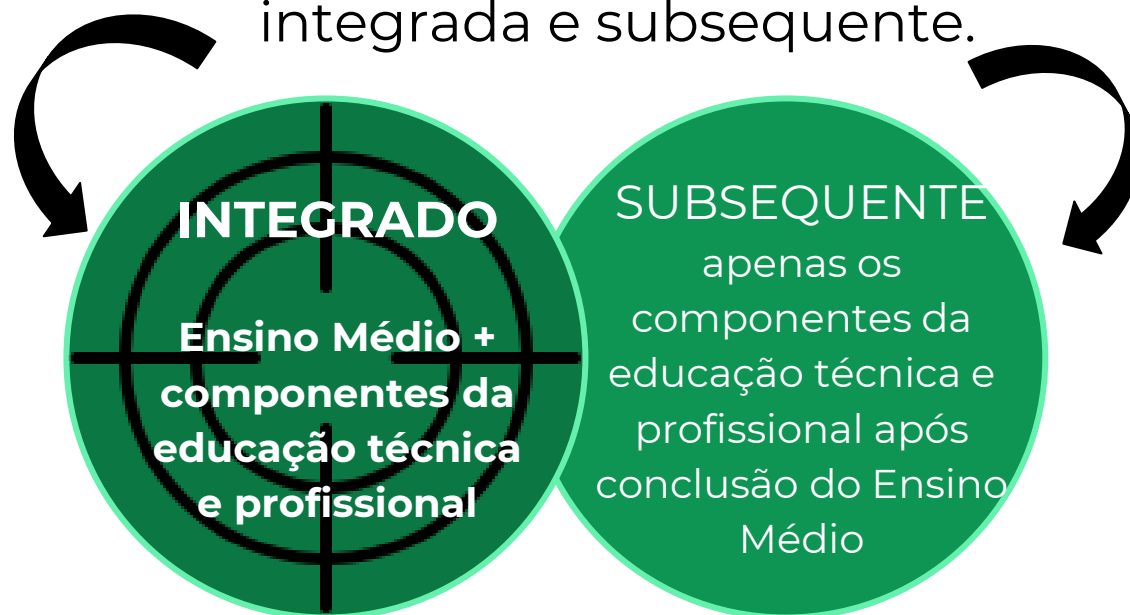 integrada e subsequente.
INTEGRADO
Ensino Médio +
componentes da
educação técnica
e profissional
SUBSEQUENTE
apenas os
componentes da
educação técnica e
profissional após
conclusão do Ensino
Médio